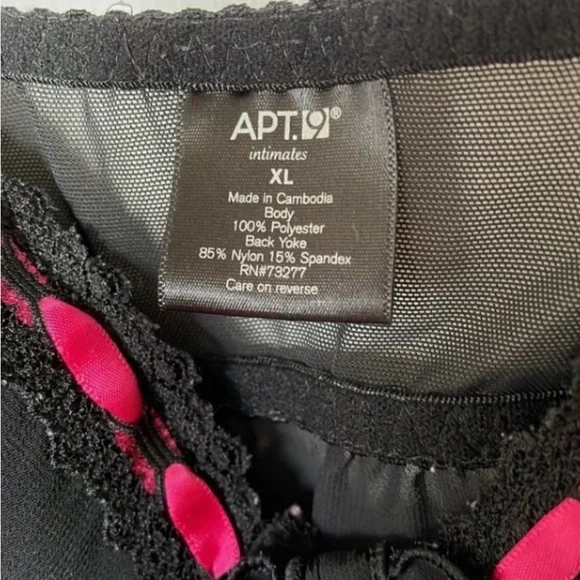 APT.9®
intimates
XL
Made in Cambodia
Body
100% Polyester
Back Yoke
85% Nylon 15% Spandex
RN#73277
Care on reverse